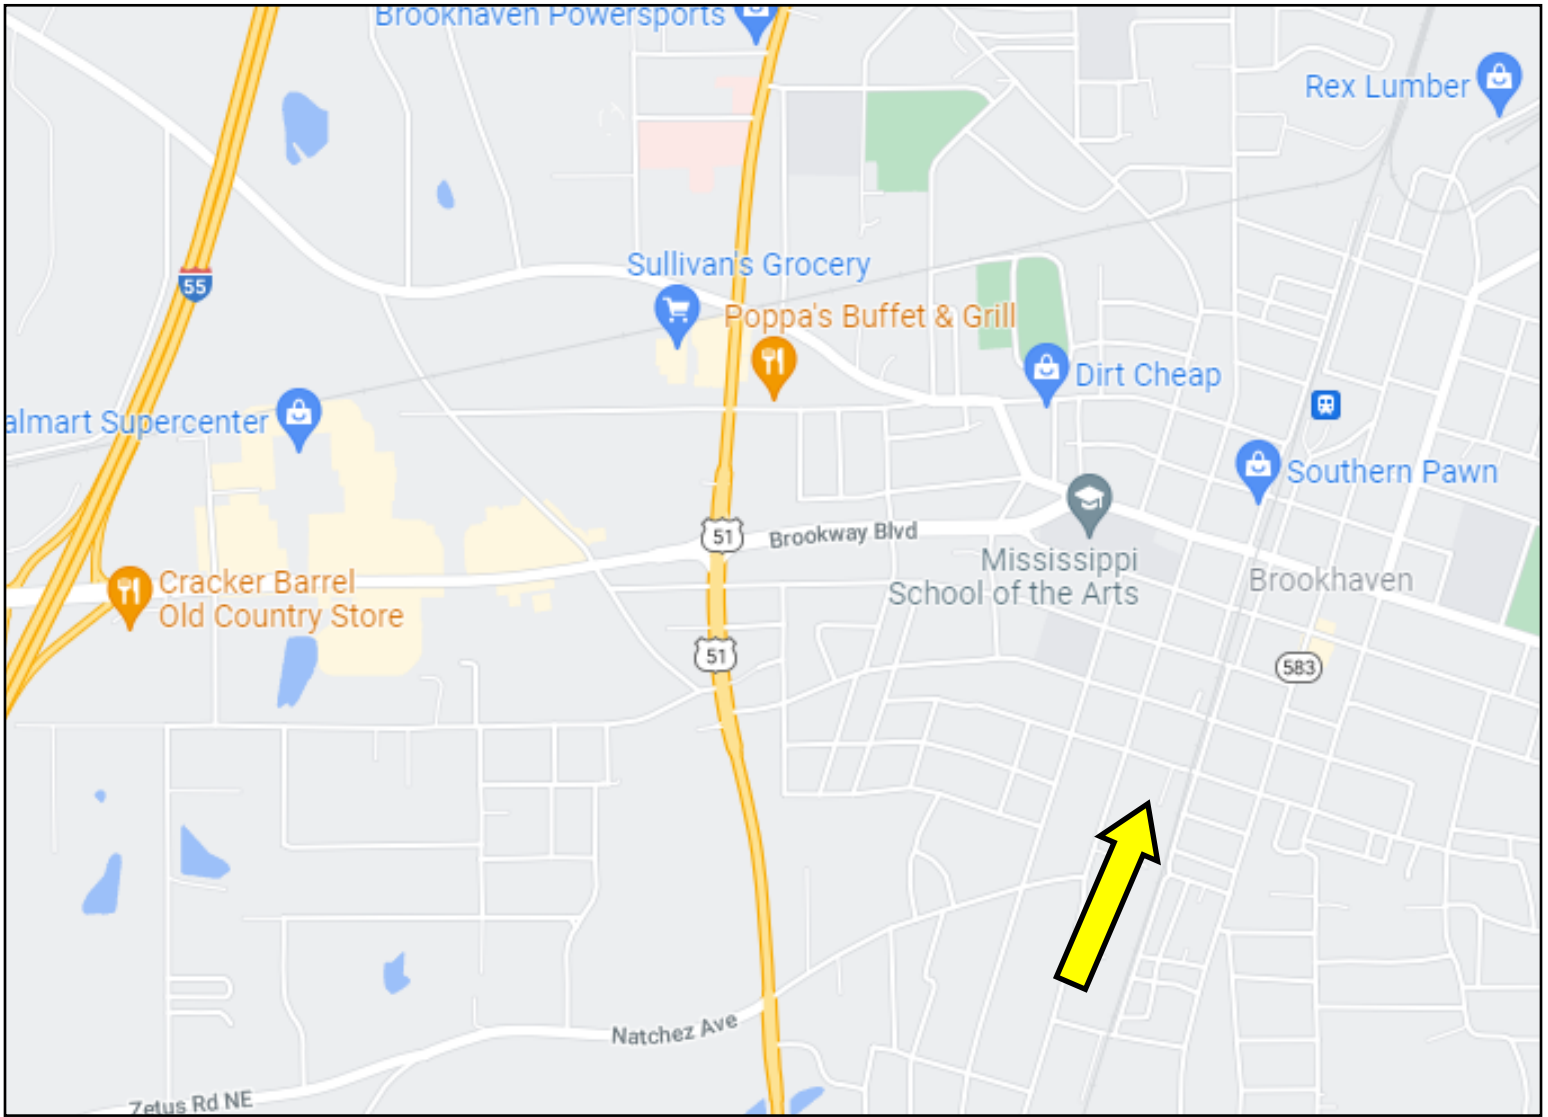 Brookhaven Powersports
Rex Lumber
55
Sullivan's Grocery
Poppa's Buffet & Grill
Dirt Cheap
almart Supercenter
Southern Pawn
51
Brookway Blvd
Mississippi
School of the Arts
Brookhaven
Cracker Barrel
Old Country Store
51
583
Natchez Ave
Zetus Rd NE